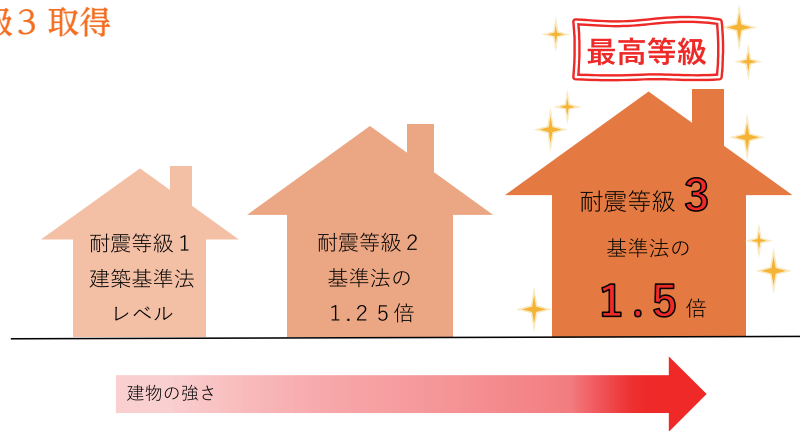 級３ 取得
最高等級
耐震等級１
建築基準法
レベル
耐震等級２
基準法の
１.２５倍
耐震等級 3
基準法の
1.5倍
建物の強さ